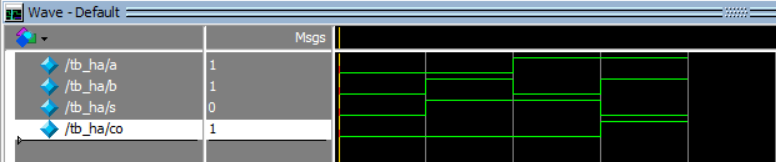 Wave - Default
Msgs
/tb_ha/a 1
/tb_ha/b 1
/tb_ha/s 0
/tb_ha/co 1